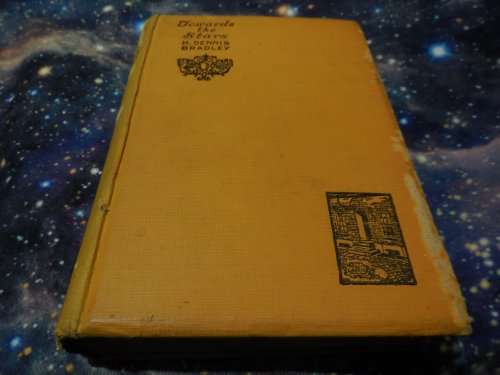 Towards
the
Stars
H. DENNIS
BRADLEY